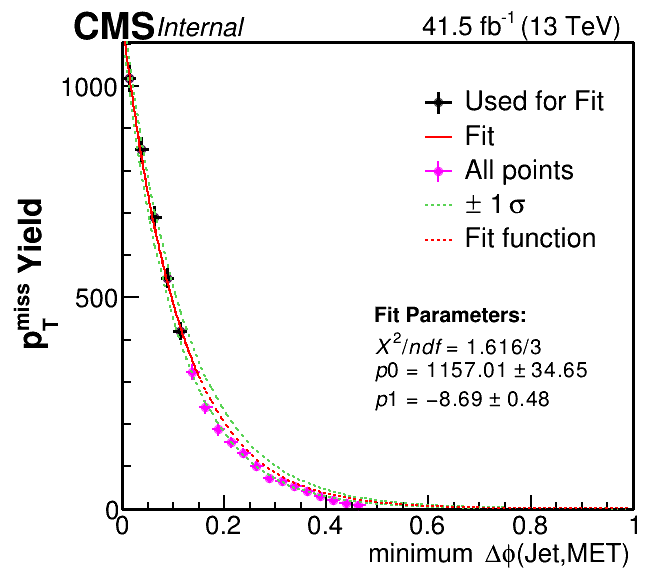 CMS Internal 41.5 fb⁻¹ (13 TeV)
1000
500
0
p_T^miss Yield
Used for Fit
Fit
All points
± 1 σ
Fit function
Fit Parameters:
X²/ndf = 1.616/3
p0 = 1157.01 ± 34.65
p1 = −8.69 ± 0.48
0 0.2 0.4 0.6 0.8 1
minimum Δϕ(Jet,MET)